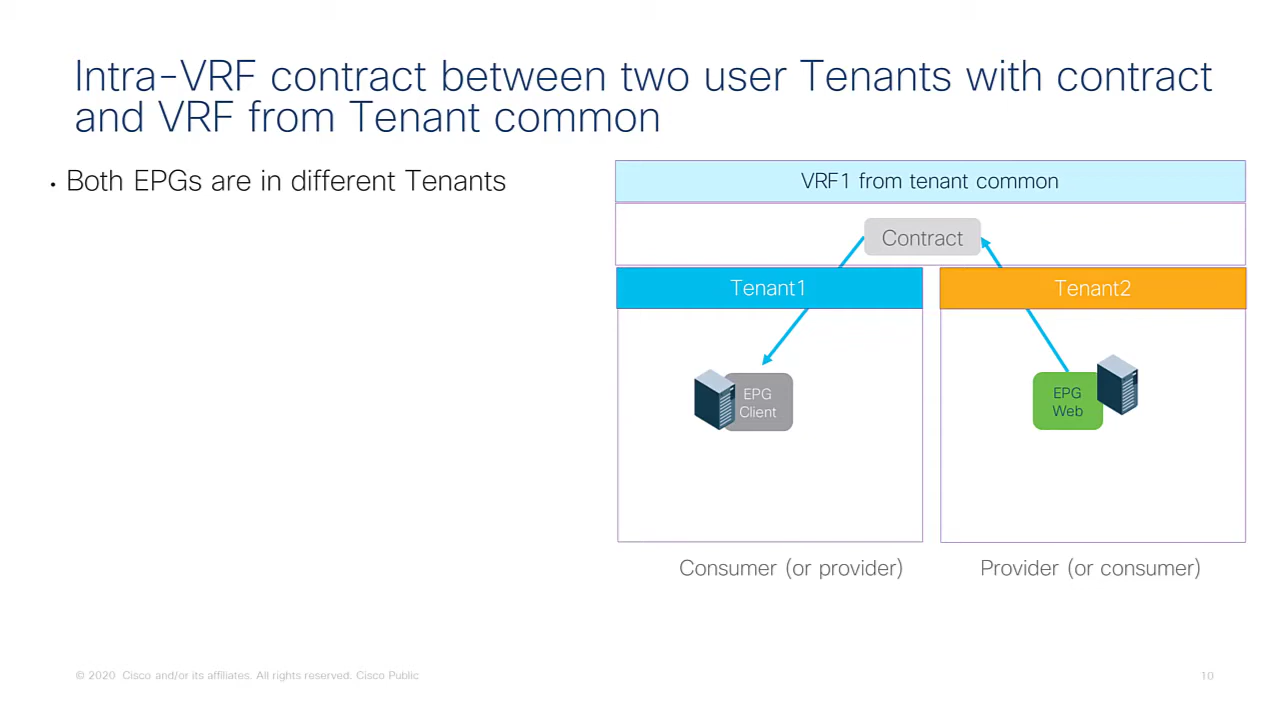 Intra-VRF contract between two user Tenants with contract
and VRF from Tenant common
• Both EPGs are in different Tenants
VRF1 from tenant common
Contract
Tenant1
Tenant2
EPG
Client
EPG
Web
Consumer (or provider)
Provider (or consumer)
© 2020 Cisco and/or its affiliates. All rights reserved. Cisco Public
10